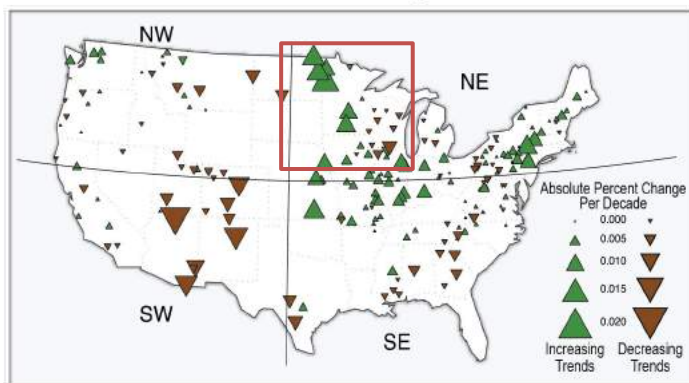 NW
NE
SW
SE
Absolute Percent Change
Per Decade
0.000
0.005
0.010
0.015
0.020
Increasing Decreasing
Trends Trends